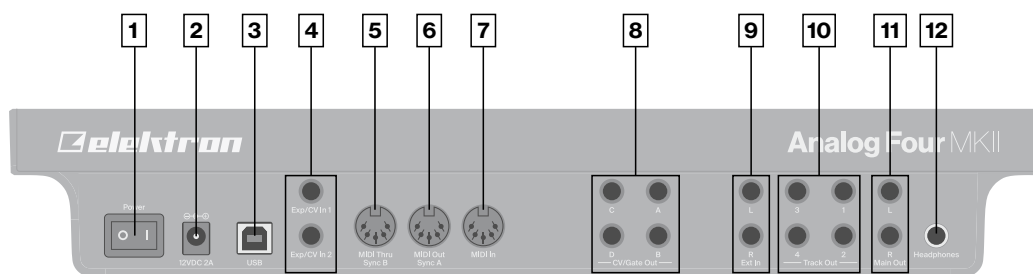 1 2 3 4 5 6 7 8 9 10 11 12
elektron Analog Four MKII
Power
Exp/CV In 1 C A L 3 1 L
12VDC 2A USB Exp/CV In 2 MIDI Thru MIDI Out MIDI In D B R 4 2 R Headphones
Sync B Sync A CV/Gate Out Ext In Track Out Main Out